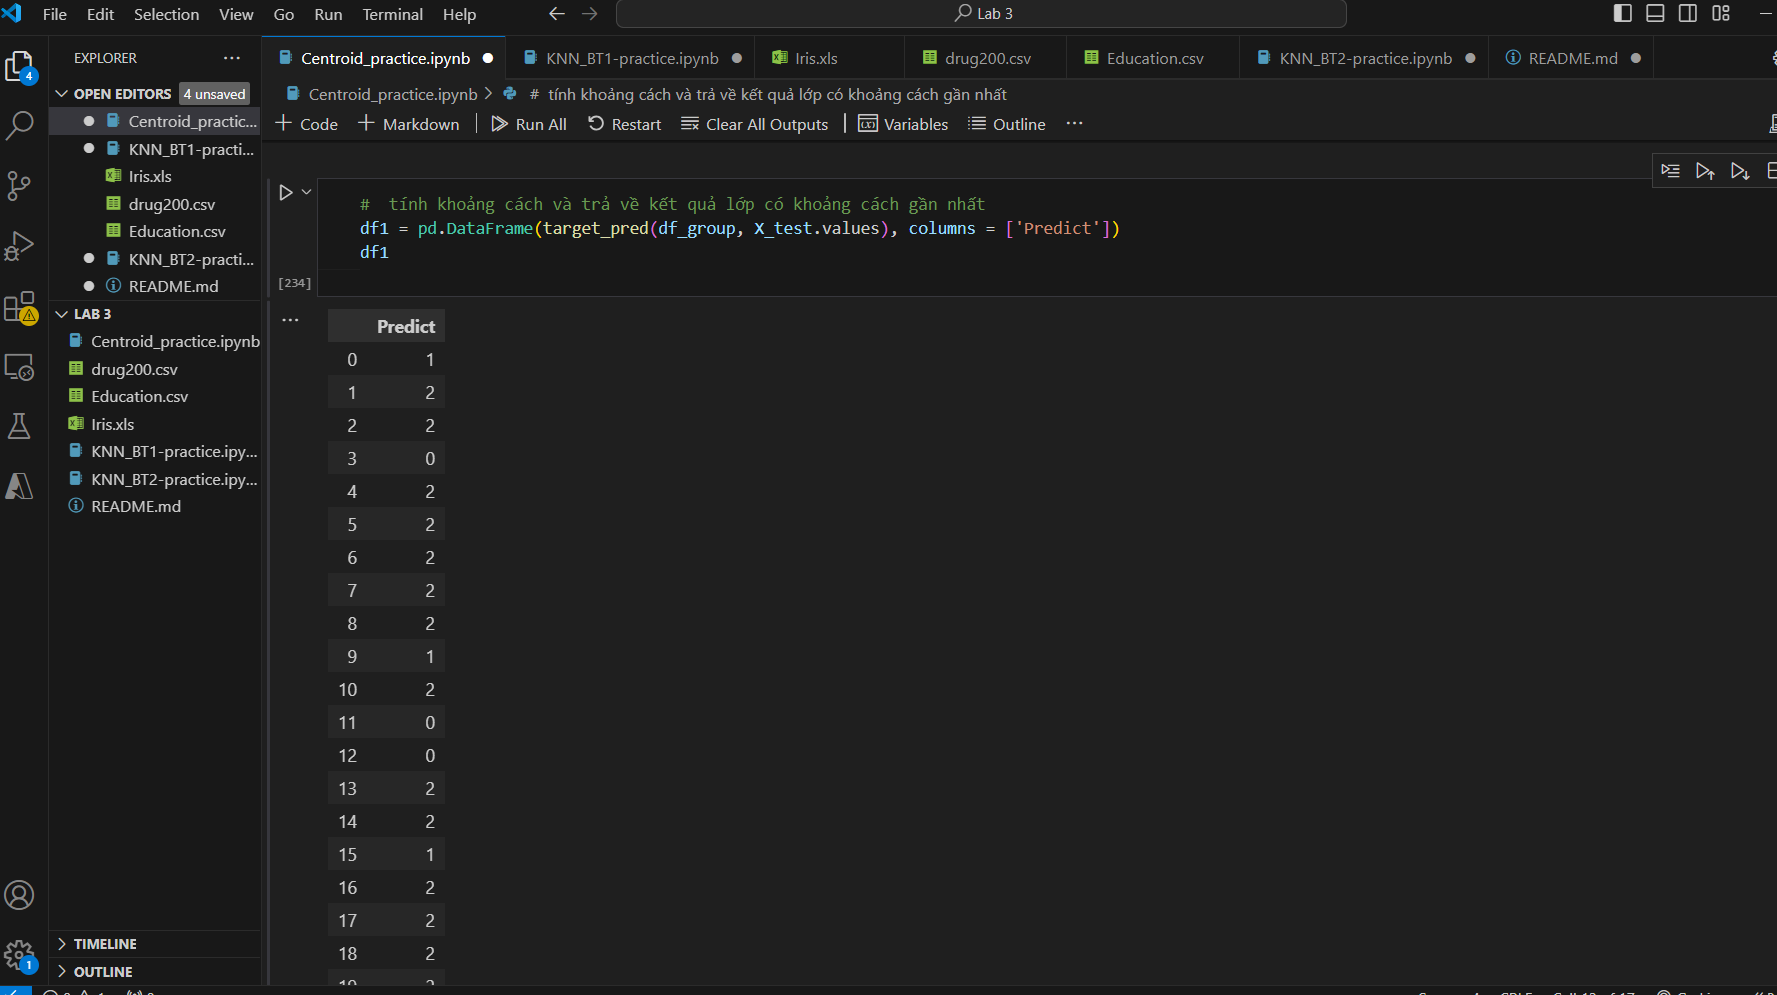 File Edit Selection View Go Run Terminal Help
Lab 3
EXPLORER
Centroid_practice.ipynb
KNN_BT1-practice.ipynb
Iris.xls
drug200.csv
Education.csv
KNN_BT2-practice.ipynb
README.md
OPEN EDITORS 4 unsaved
Centroid_practic...
KNN_BT1-practi...
Iris.xls
drug200.csv
Education.csv
KNN_BT2-practi...
README.md
LAB 3
Centroid_practice.ipynb
drug200.csv
Education.csv
Iris.xls
KNN_BT1-practice.ipy...
KNN_BT2-practice.ipy...
README.md
TIMELINE
OUTLINE
4
1
Centroid_practice.ipynb > # tính khoảng cách và trả về kết quả lớp có khoảng cách gần nhất
+ Code + Markdown | Run All Restart Clear All Outputs | Variables Outline ...
# tính khoảng cách và trả về kết quả lớp có khoảng cách gần nhất
df1 = pd.DataFrame(target_pred(df_group, X_test.values), columns = ['Predict'])
df1
[234]
Predict
0 1
1 2
2 2
3 0
4 2
5 2
6 2
7 2
8 2
9 1
10 2
11 0
12 0
13 2
14 2
15 1
16 2
17 2
18 2